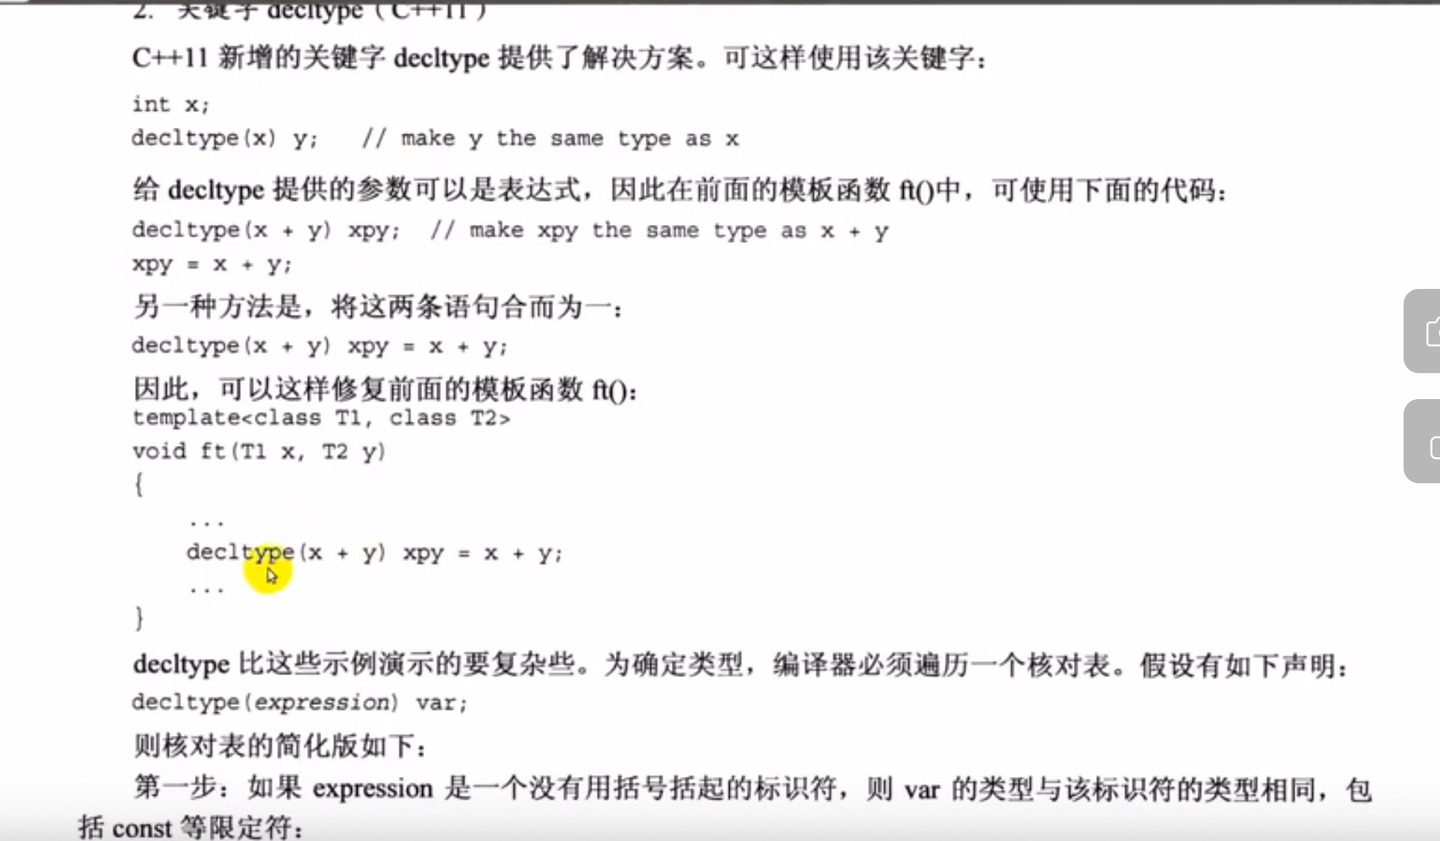 2. 关键字 decltype（C++11）
C++11 新增的关键字 decltype 提供了解决方案。可这样使用该关键字：
int x;
decltype(x) y;   // make y the same type as x
给 decltype 提供的参数可以是表达式，因此在前面的模板函数 ft()中，可使用下面的代码：
decltype(x + y) xpy;  // make xpy the same type as x + y
xpy = x + y;
另一种方法是，将这两条语句合而为一：
decltype(x + y) xpy = x + y;
因此，可以这样修复前面的模板函数 ft()：
template<class T1, class T2>
void ft(T1 x, T2 y)
{
...
decltype(x + y) xpy = x + y;
...
}
decltype 比这些示例演示的要复杂些。为确定类型，编译器必须遍历一个核对表。假设有如下声明：
decltype(expression) var;
则核对表的简化版如下：
第一步：如果 expression 是一个没有用括号括起的标识符，则 var 的类型与该标识符的类型相同，包
括 const 等限定符：